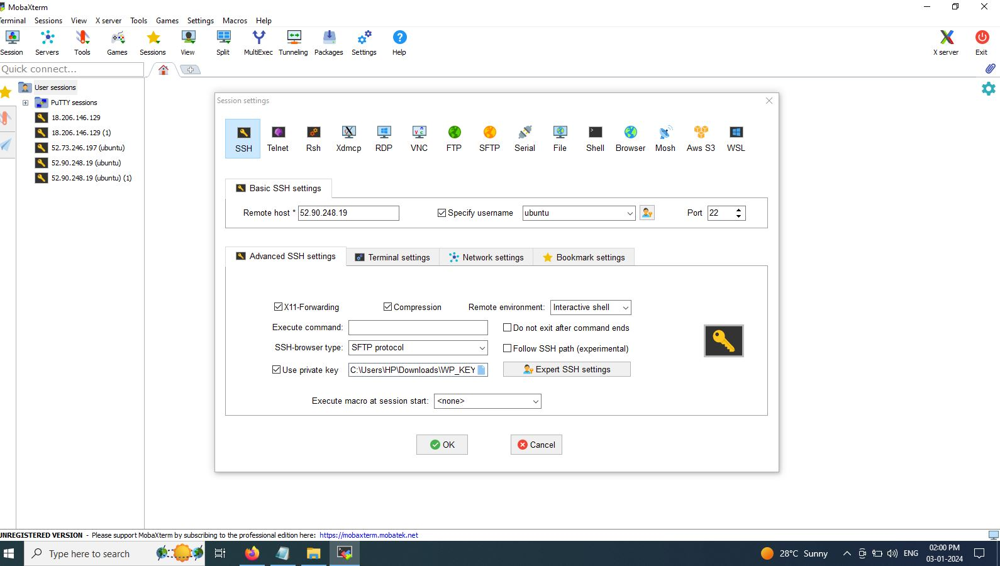 MobaXterm
erminal Sessions View X server Tools Games Settings Macros Help
Session Servers Tools Games Sessions View Split MultiExec Tunneling Packages Settings Help X server Exit
Quick connect...
User sessions
PuTTY sessions
18.206.146.129
18.206.146.129 (1)
52.73.246.197 (ubuntu)
52.90.248.19 (ubuntu)
52.90.248.19 (ubuntu) (1)
Session settings
SSH Telnet Rsh Xdmcp RDP VNC FTP SFTP Serial File Shell Browser Mosh Aws S3 WSL
Basic SSH settings
Remote host * 52.90.248.19 Specify username ubuntu Port 22
Advanced SSH settings Terminal settings Network settings Bookmark settings
X11-Forwarding Compression Remote environment: Interactive shell
Execute command: Do not exit after command ends
SSH-browser type: SFTP protocol Follow SSH path (experimental)
Use private key C:\Users\HP\Downloads\WP_KEY Expert SSH settings
Execute macro at session start: <none>
OK Cancel
UNREGISTERED VERSION - Please support MobaXterm by subscribing to the professional edition here: https://mobaxterm.mobatek.net
Type here to search 28°C Sunny ENG 02:00 PM
03-01-2024